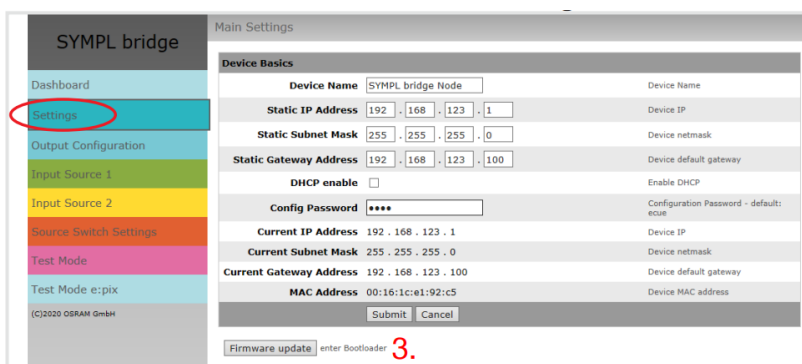 SYMPL bridge
Dashboard
Settings
Output Configuration
Input Source 1
Input Source 2
Source Switch Settings
Test Mode
Test Mode e:pix
(C)2020 OSRAM GmbH
Main Settings
Device Basics
Device Name SYMPL bridge Node Device Name
Static IP Address 192 . 168 . 123 . 1 Device IP
Static Subnet Mask 255 . 255 . 255 . 0 Device netmask
Static Gateway Address 192 . 168 . 123 . 100 Device default gateway
DHCP enable Enable DHCP
Config Password •••• Configuration Password - default:
ecue
Current IP Address 192 . 168 . 123 . 1 Device IP
Current Subnet Mask 255 . 255 . 255 . 0 Device netmask
Current Gateway Address 192 . 168 . 123 . 100 Device default gateway
MAC Address 00:16:1c:e1:92:c5 Device MAC address
Submit Cancel
Firmware update enter Bootloader 3.